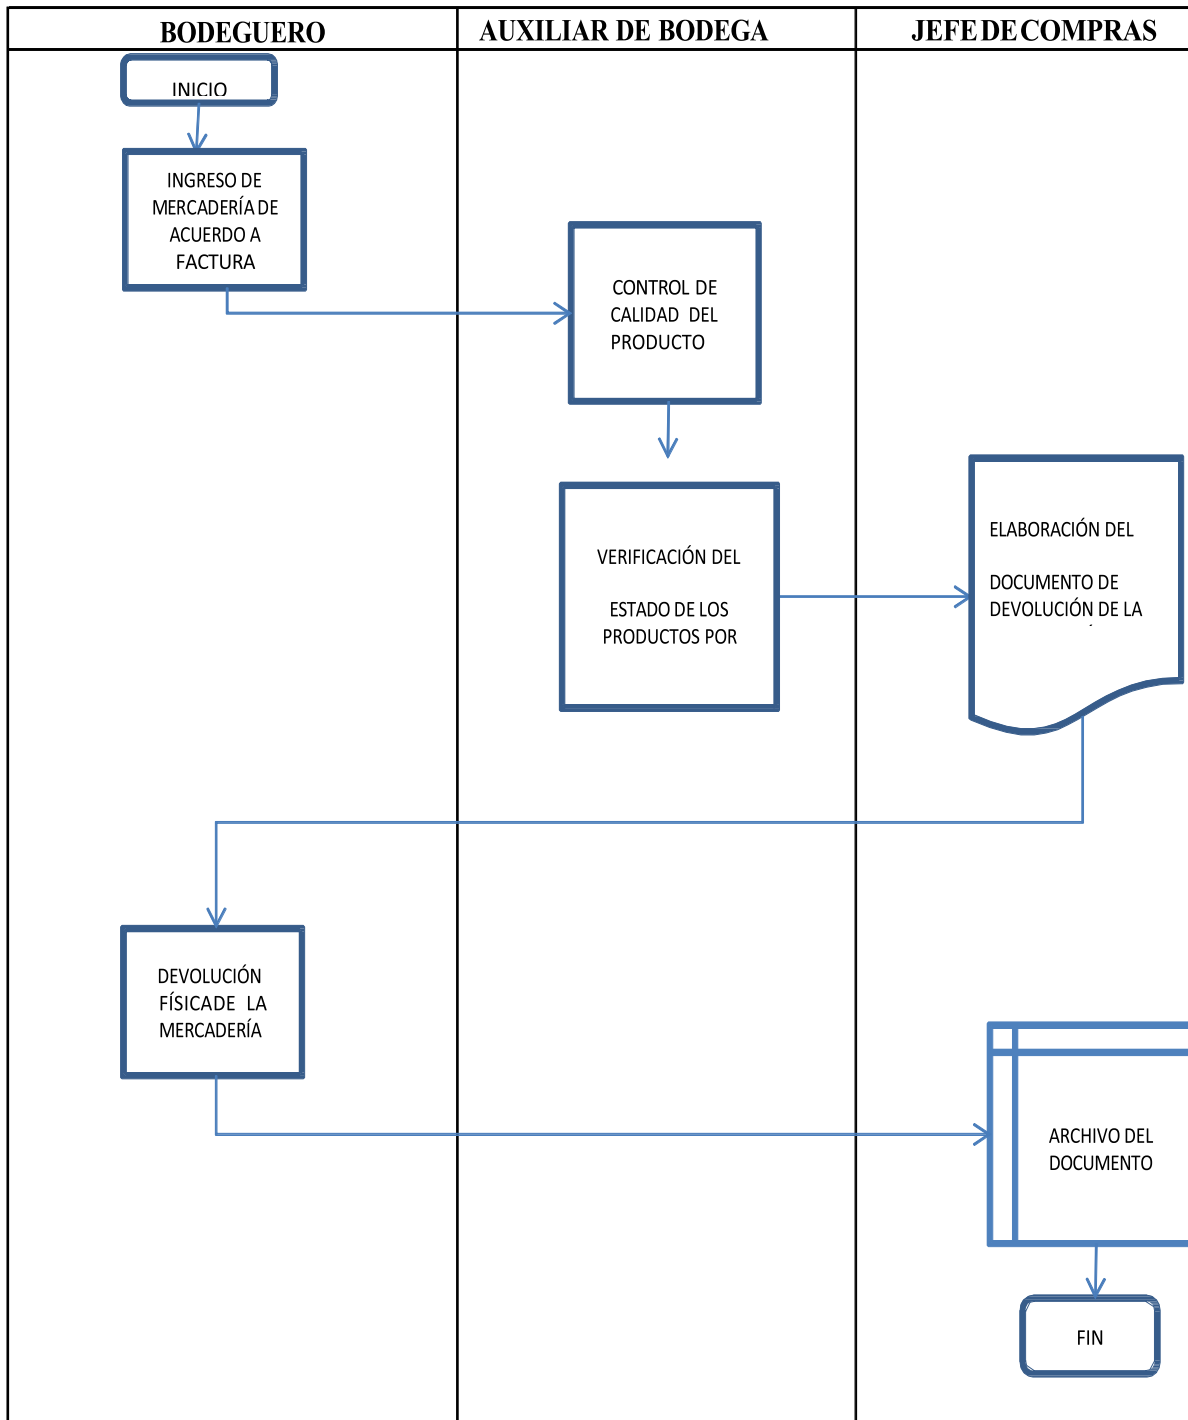 BODEGUERO
AUXILIAR DE BODEGA
JEFE DE COMPRAS
INICIO
INGRESO DE
MERCADERÍA DE
ACUERDO A
FACTURA
CONTROL DE
CALIDAD DEL
PRODUCTO
VERIFICACIÓN DEL
ESTADO DE LOS
PRODUCTOS POR
ELABORACIÓN DEL
DOCUMENTO DE
DEVOLUCIÓN DE LA
DEVOLUCIÓN
FÍSICADE LA
MERCADERÍA
ARCHIVO DEL
DOCUMENTO
FIN